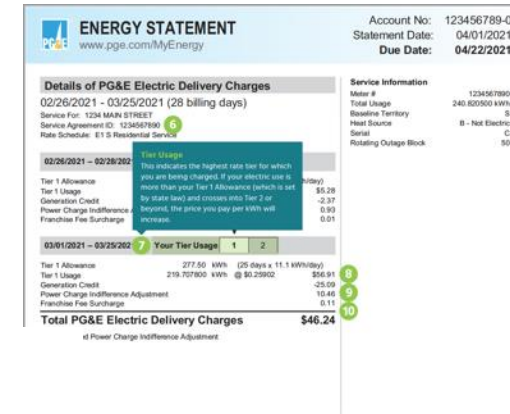 PG&E
ENERGY STATEMENT
www.pge.com/MyEnergy
Account No: 123456789-0
Statement Date: 04/01/2021
Due Date: 04/22/2021
Details of PG&E Electric Delivery Charges
02/26/2021 - 03/25/2021 (28 billing days)
Service For: 1234 MAIN STREET
Service Agreement ID: 1234567890 6
Rate Schedule: E1 S Residential Service
Service Information
Meter # 1234567890
Total Usage 240.820500 kWh
Baseline Territory S
Heat Source B - Not Electric
Serial C
Rotating Outage Block 50
02/26/2021 – 02/28/202
Tier Usage
This indicates the highest rate tier for which
you are being charged. If your electric use is
more than your Tier 1 Allowance (which is set
by state law) and crosses into Tier 2 or
beyond, the price you pay per kWh will
increase.
Tier 1 Allowance h/day)
Tier 1 Usage $5.28
Generation Credit -2.37
Power Charge Indifference A 0.93
Franchise Fee Surcharge 0.01
03/01/2021 – 03/25/202 7 Your Tier Usage 1 2
Tier 1 Allowance 277.50 kWh (25 days x 11.1 kWh/day)
Tier 1 Usage 219.707800 kWh @ $0.25902 $56.91 8
Generation Credit -25.09
Power Charge Indifference Adjustment 10.46 9
Franchise Fee Surcharge 0.11
10
Total PG&E Electric Delivery Charges $46.24
d Power Charge Indifference Adjustment